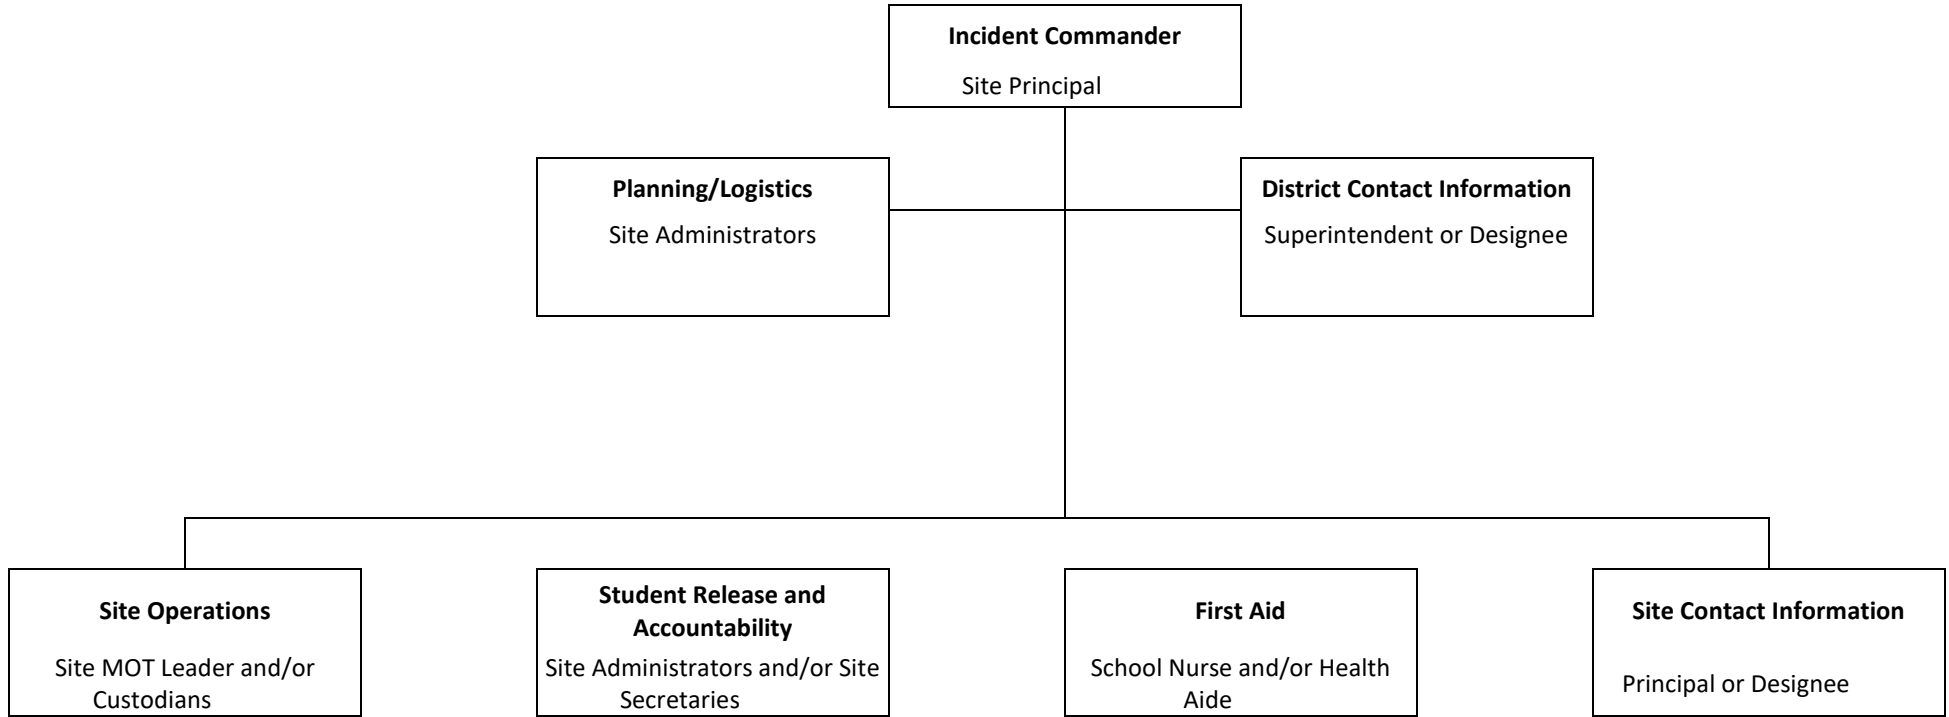 Incident Commander
Site Principal
Planning/Logistics
Site Administrators
District Contact Information
Superintendent or Designee
Site Operations
Site MOT Leader and/or
Custodians
Student Release and
Accountability
Site Administrators and/or Site
Secretaries
First Aid
School Nurse and/or Health
Aide
Site Contact Information
Principal or Designee